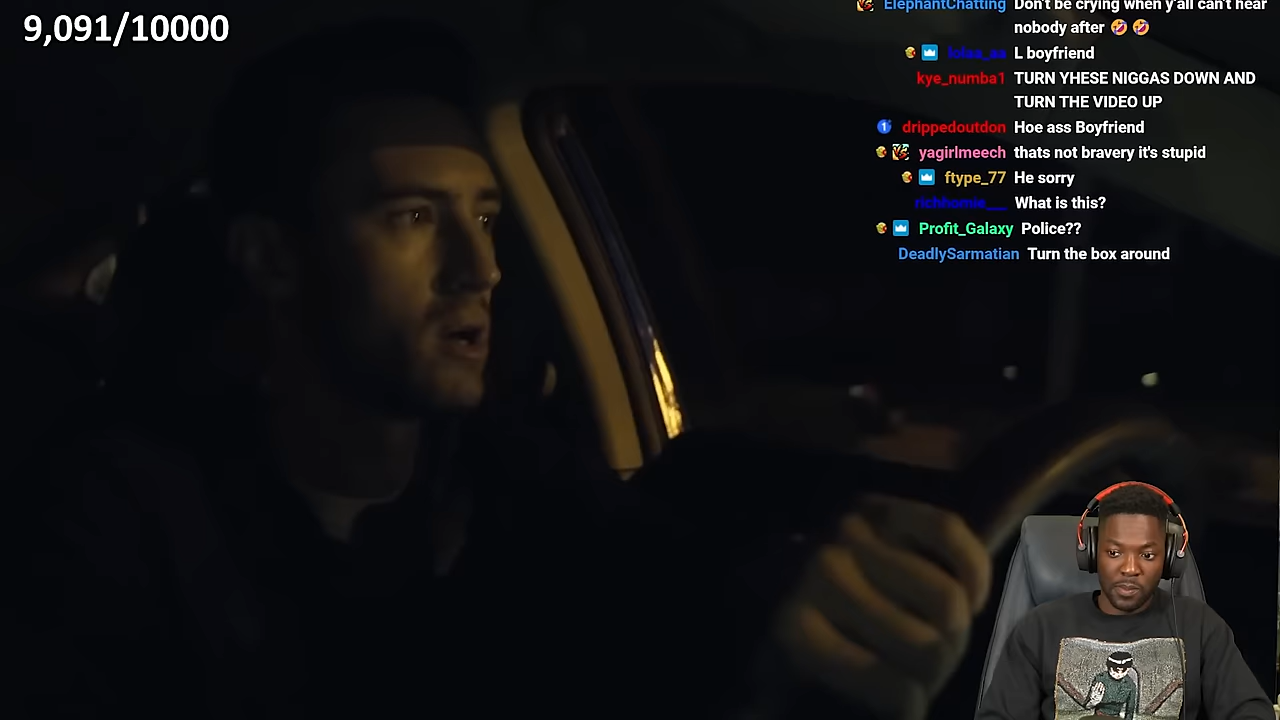 9,091/10000
ElephantChatting Don't be crying when y'all can't hear
nobody after 🤣 🤣
lolaa_aa L boyfriend
kye_numba1 TURN YHESE NIGGAS DOWN AND
TURN THE VIDEO UP
drippedoutdon Hoe ass Boyfriend
yagirlmeech thats not bravery it's stupid
ftype_77 He sorry
richhomie___ What is this?
Profit_Galaxy Police??
DeadlySarmatian Turn the box around